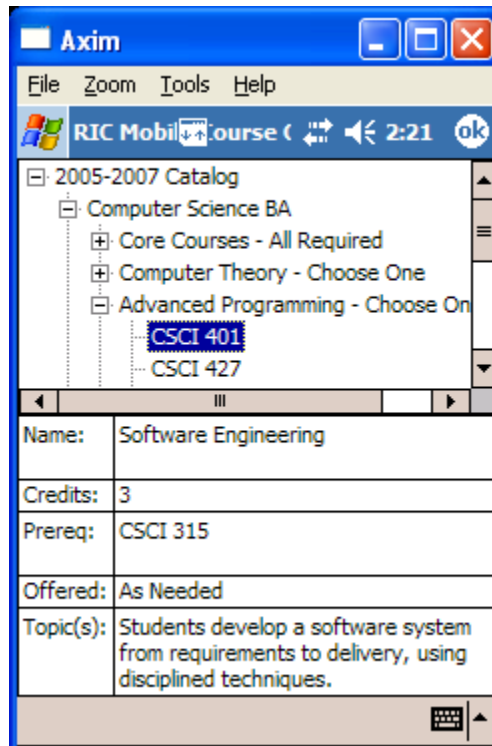 Axim
File Zoom Tools Help
RIC Mobil ourse 2:21 ok
2005-2007 Catalog
Computer Science BA
Core Courses - All Required
Computer Theory - Choose One
Advanced Programming - Choose On
CSCI 401
CSCI 427
Name: Software Engineering
Credits: 3
Prereq: CSCI 315
Offered: As Needed
Topic(s): Students develop a software system
from requirements to delivery, using
disciplined techniques.